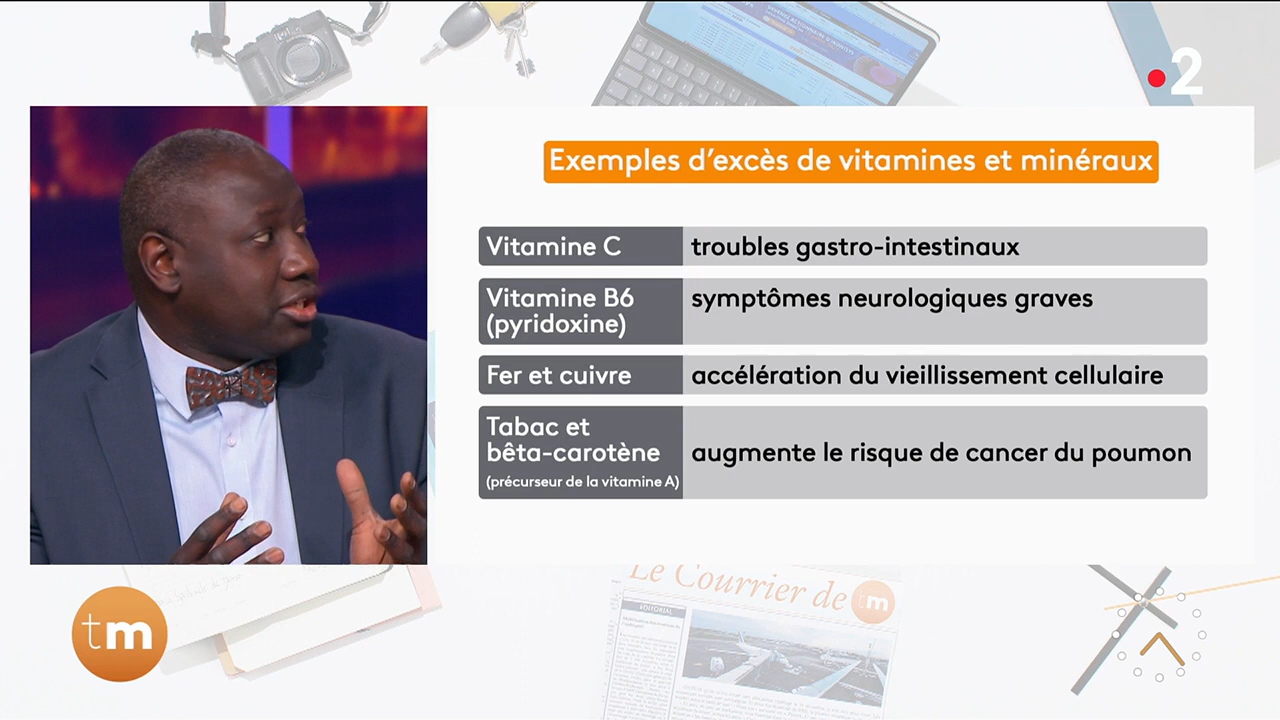 2
Exemples d’excès de vitamines et minéraux
Vitamine C
troubles gastro-intestinaux
Vitamine B6
(pyridoxine)
symptômes neurologiques graves
Fer et cuivre
accélération du vieillissement cellulaire
Tabac et
bêta-carotène
(précurseur de la vitamine A)
augmente le risque de cancer du poumon
tm
Le Courrier de tm
EDITORIAL